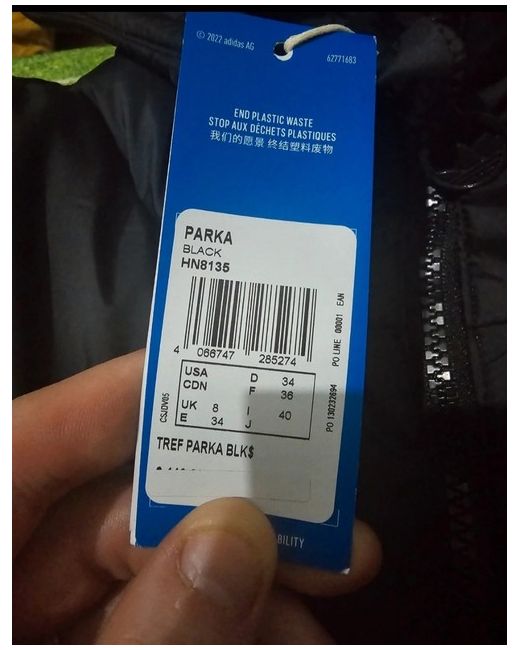 © 2022 adidas AG
62771683
END PLASTIC WASTE
STOP AUX DÉCHETS PLASTIQUES
我们的愿景 终结塑料废物
PARKA
BLACK
HN8135
4 066747 285274
PO LINE 00001 EAN
PO 130232694
CSJDV05
USA D 34
CDN F 36
UK 8 I 40
E 34 J
TREF PARKA BLK$
BILITY